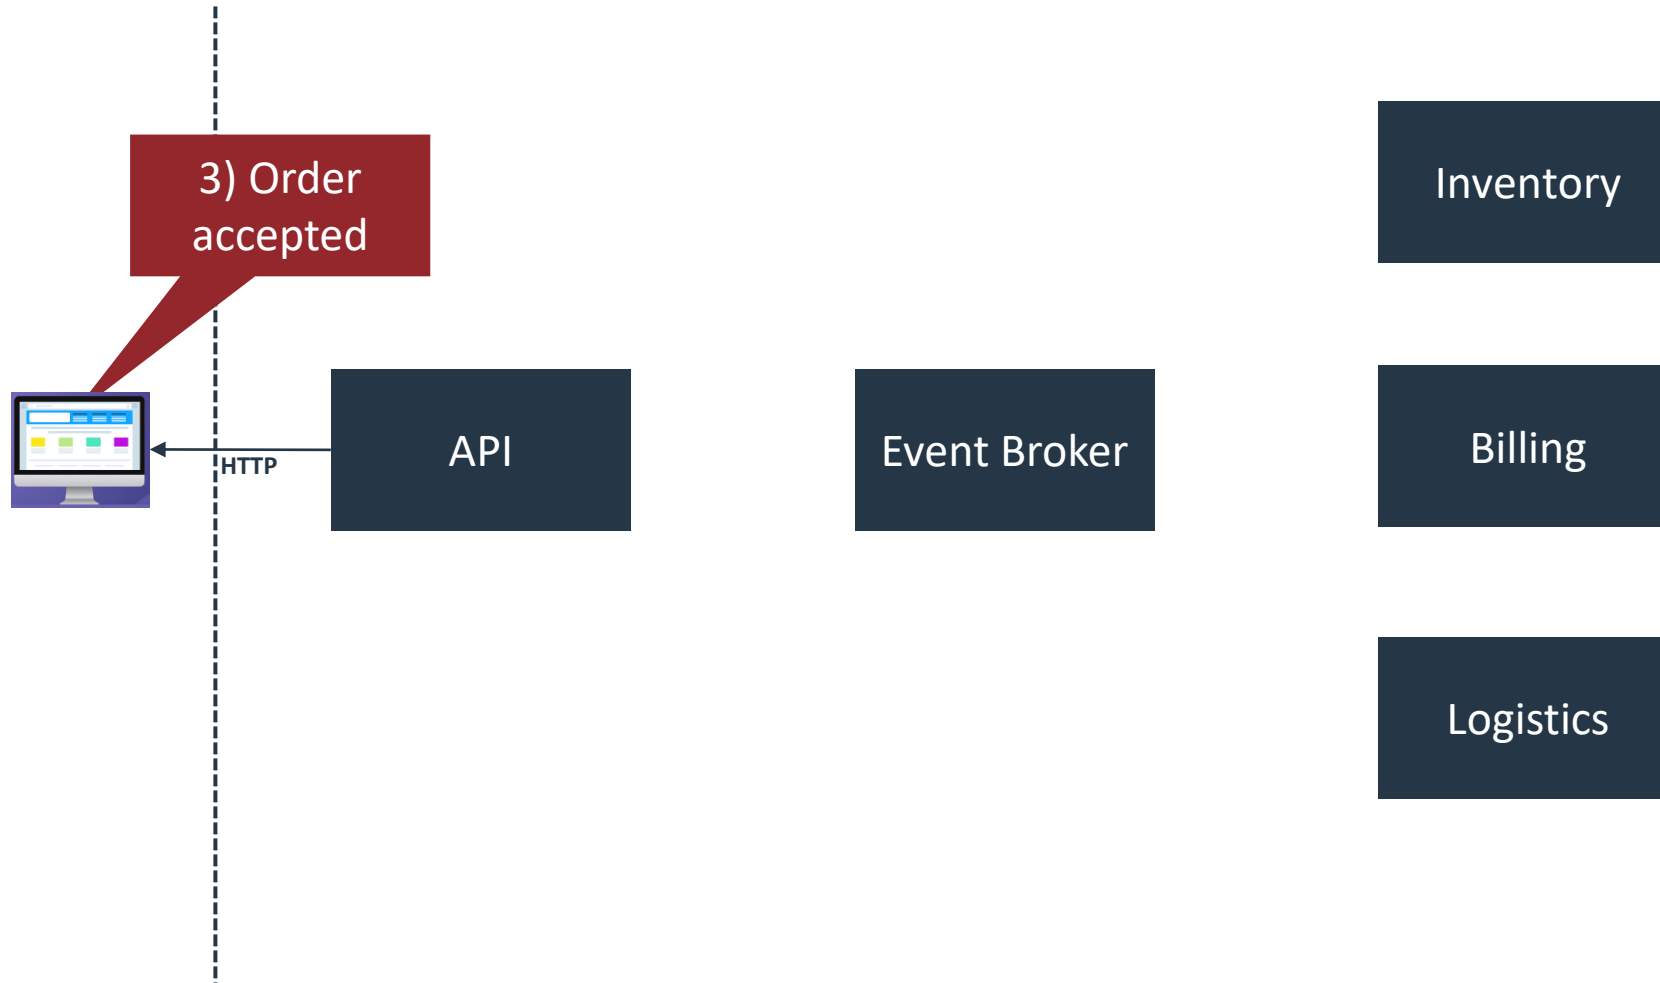 3) Order
accepted
Inventory
HTTP
API
Event Broker
Billing
Logistics